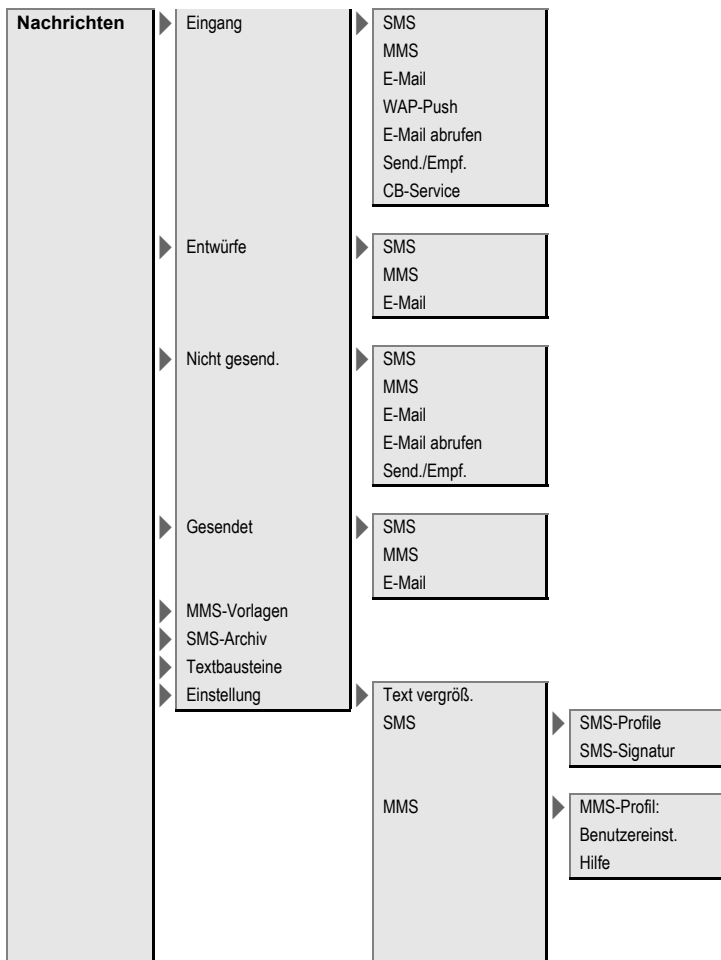 Nachrichten
Eingang
SMS
MMS
E-Mail
WAP-Push
E-Mail abrufen
Send./Empf.
CB-Service
Entwürfe
SMS
MMS
E-Mail
Nicht gesend.
SMS
MMS
E-Mail
E-Mail abrufen
Send./Empf.
Gesendet
SMS
MMS
E-Mail
MMS-Vorlagen
SMS-Archiv
Textbausteine
Einstellung
Text vergröß.
SMS
SMS-Profile
SMS-Signatur
MMS
MMS-Profil:
Benutzereinst.
Hilfe